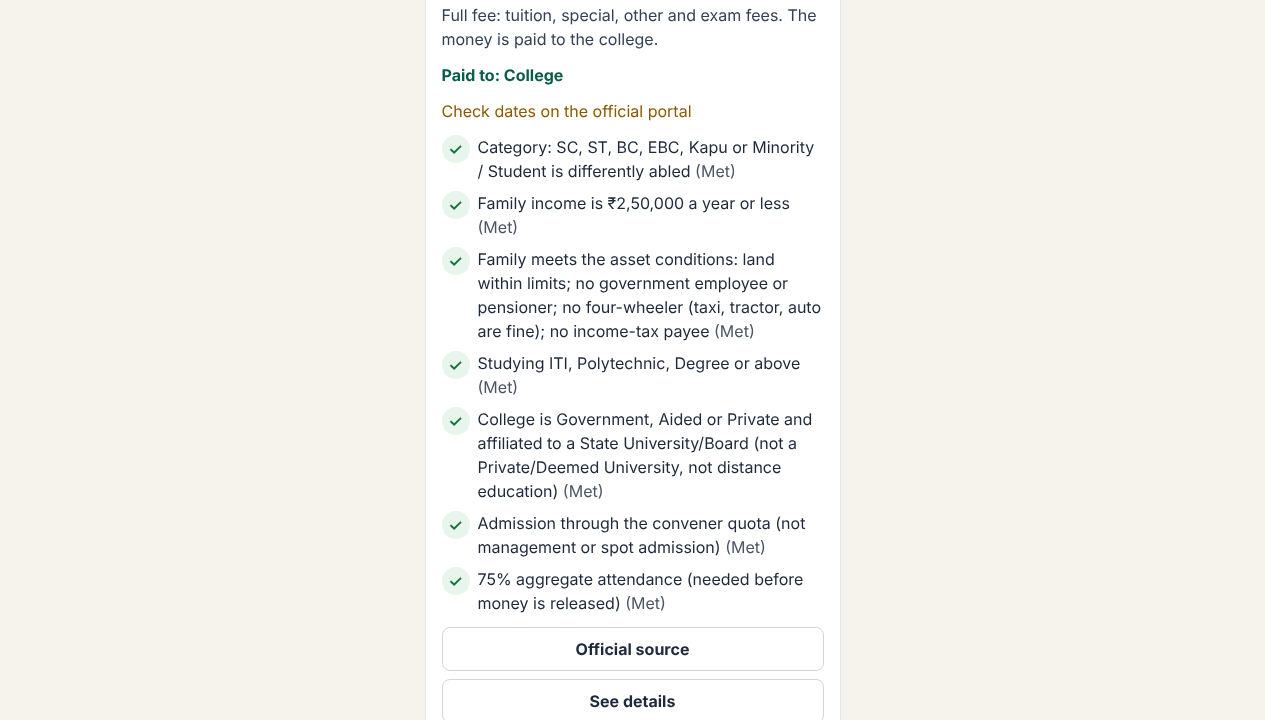 Full fee: tuition, special, other and exam fees. The
money is paid to the college.
Paid to: College
Check dates on the official portal
Category: SC, ST, BC, EBC, Kapu or Minority
/ Student is differently abled (Met)
Family income is ₹2,50,000 a year or less
(Met)
Family meets the asset conditions: land
within limits; no government employee or
pensioner; no four-wheeler (taxi, tractor, auto
are fine); no income-tax payee (Met)
Studying ITI, Polytechnic, Degree or above
(Met)
College is Government, Aided or Private and
affiliated to a State University/Board (not a
Private/Deemed University, not distance
education) (Met)
Admission through the convener quota (not
management or spot admission) (Met)
75% aggregate attendance (needed before
money is released) (Met)
Official source
See details